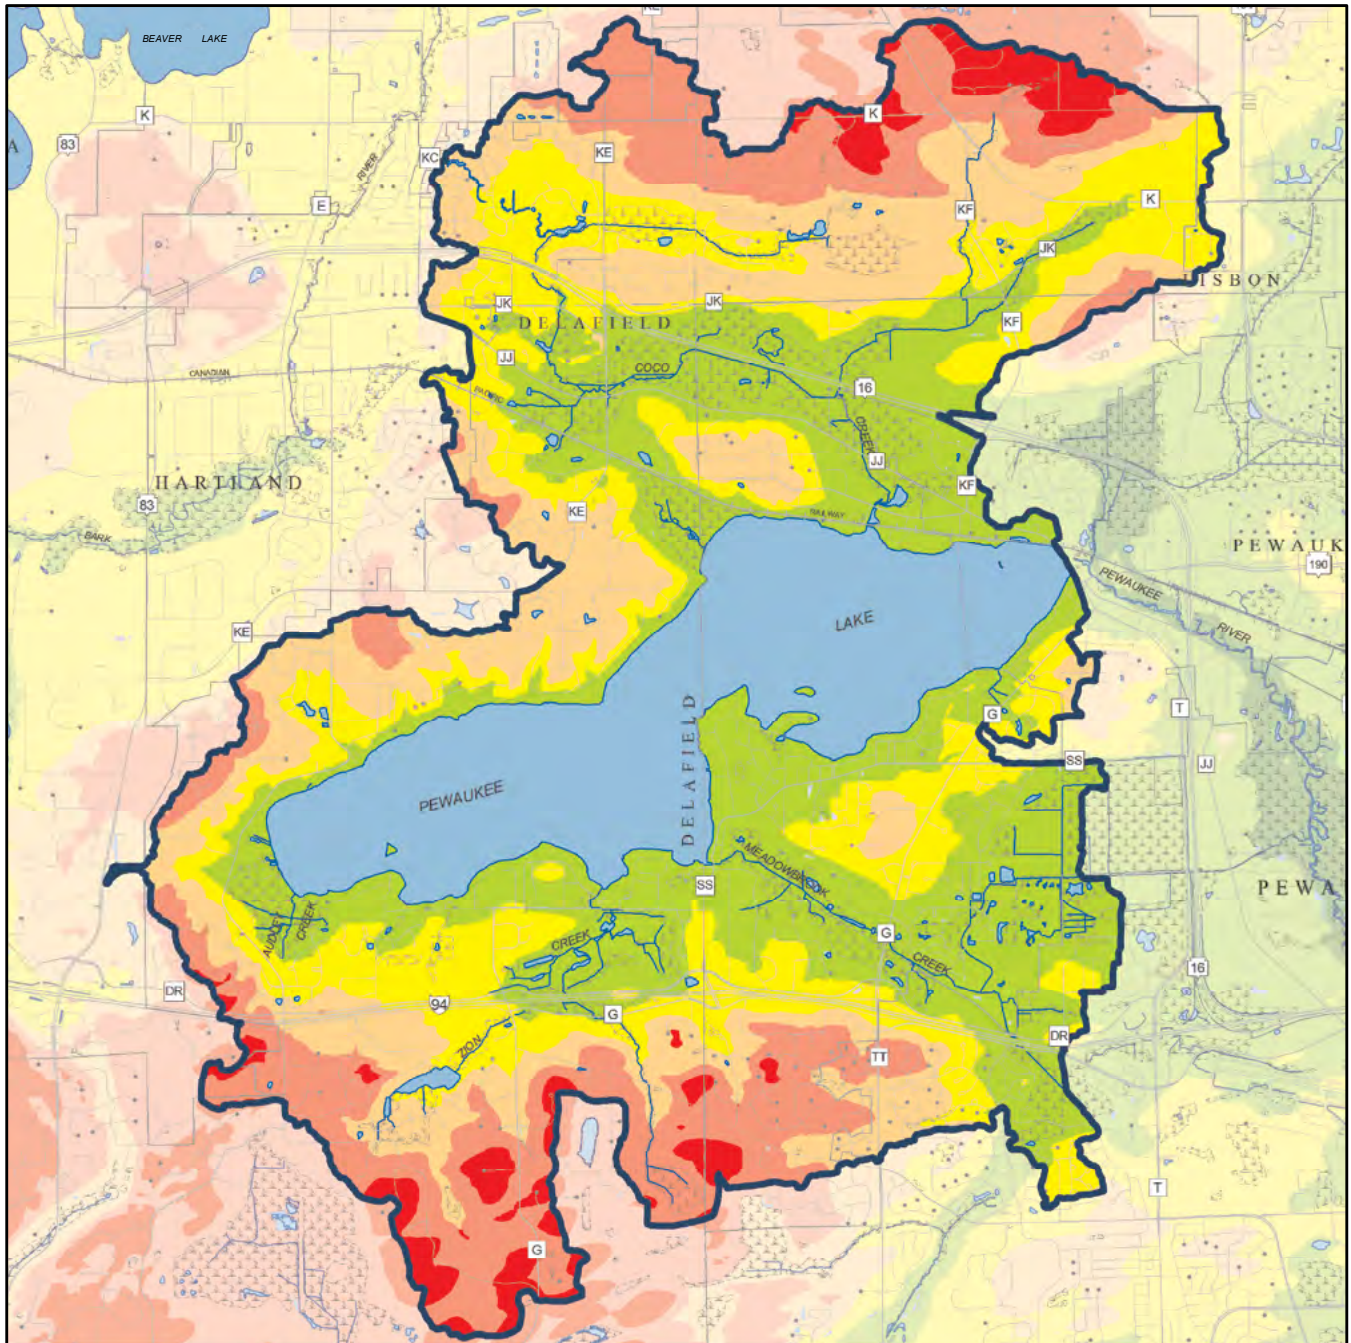 BEAVER LAKE
KE
K
83
A
KC
RIVER
KE
K
E
KF
K
JK
LISBON
JK
JK
DELAFIELD
KF
JJ
CANADIAN
PACIFIC
COCO
16
CREEK
JJ
KF
HARTLAND
83
KE
RAILWAY
BARK
PEWAUK
190
PEWAUKEE
RIVER
KE
LAKE
G
T
DELAFIELD
SS
JJ
PEWAUKEE
MEADOWBROOK
SS
PEWA
AUDLEY
CREEK
CREEK
G
CREEK
16
DR
94
G
DR
ZION
TT
T
G